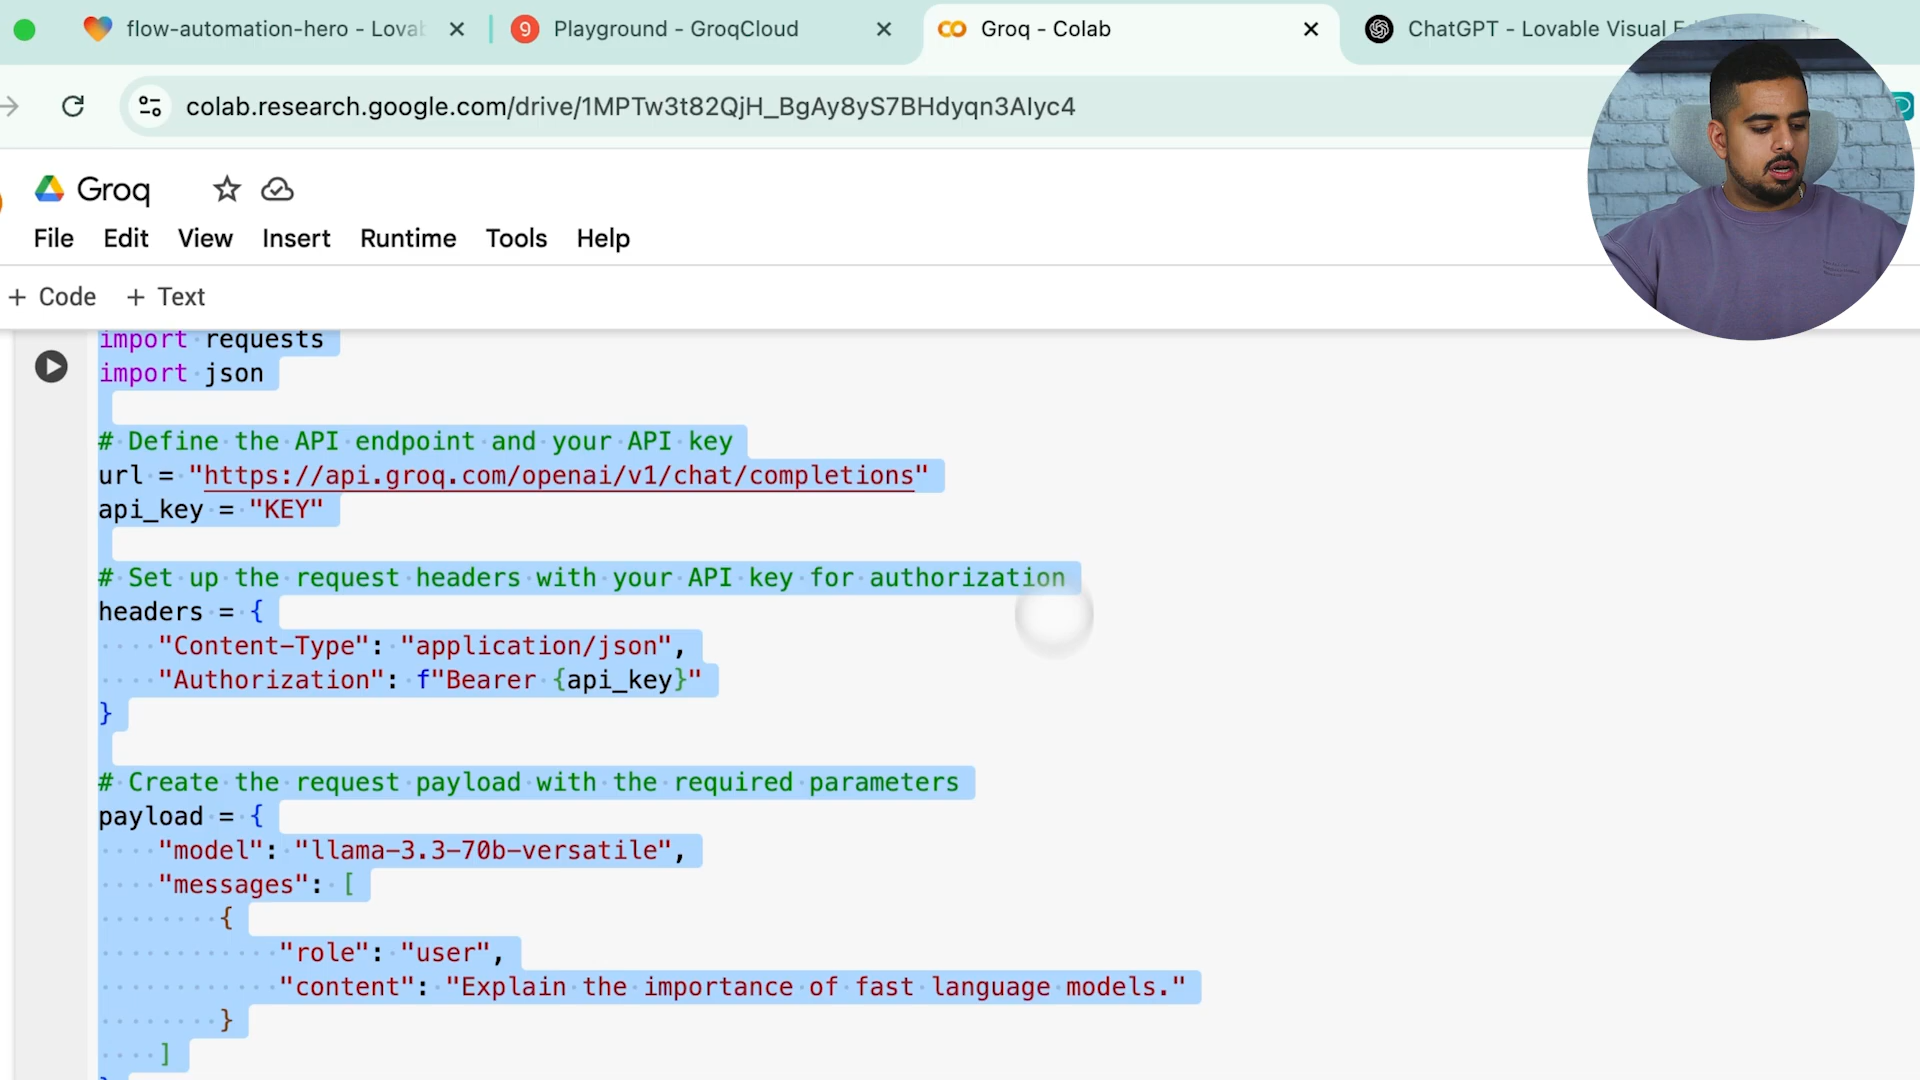 flow-automation-hero - Lovab
Playground - GroqCloud
Groq - Colab
ChatGPT - Lovable Visual
colab.research.google.com/drive/1MPTw3t82QjH_BgAy8yS7BHdyqn3AIyc4
Groq
File Edit View Insert Runtime Tools Help
+ Code + Text
import requests
import json
# Define the API endpoint and your API key
url = "https://api.groq.com/openai/v1/chat/completions"
api_key = "KEY"
# Set up the request headers with your API key for authorization
headers = {
"Content-Type": "application/json",
"Authorization": f"Bearer {api_key}"
}
# Create the request payload with the required parameters
payload = {
"model": "llama-3.3-70b-versatile",
"messages": [
{
"role": "user",
"content": "Explain the importance of fast language models."
}
]